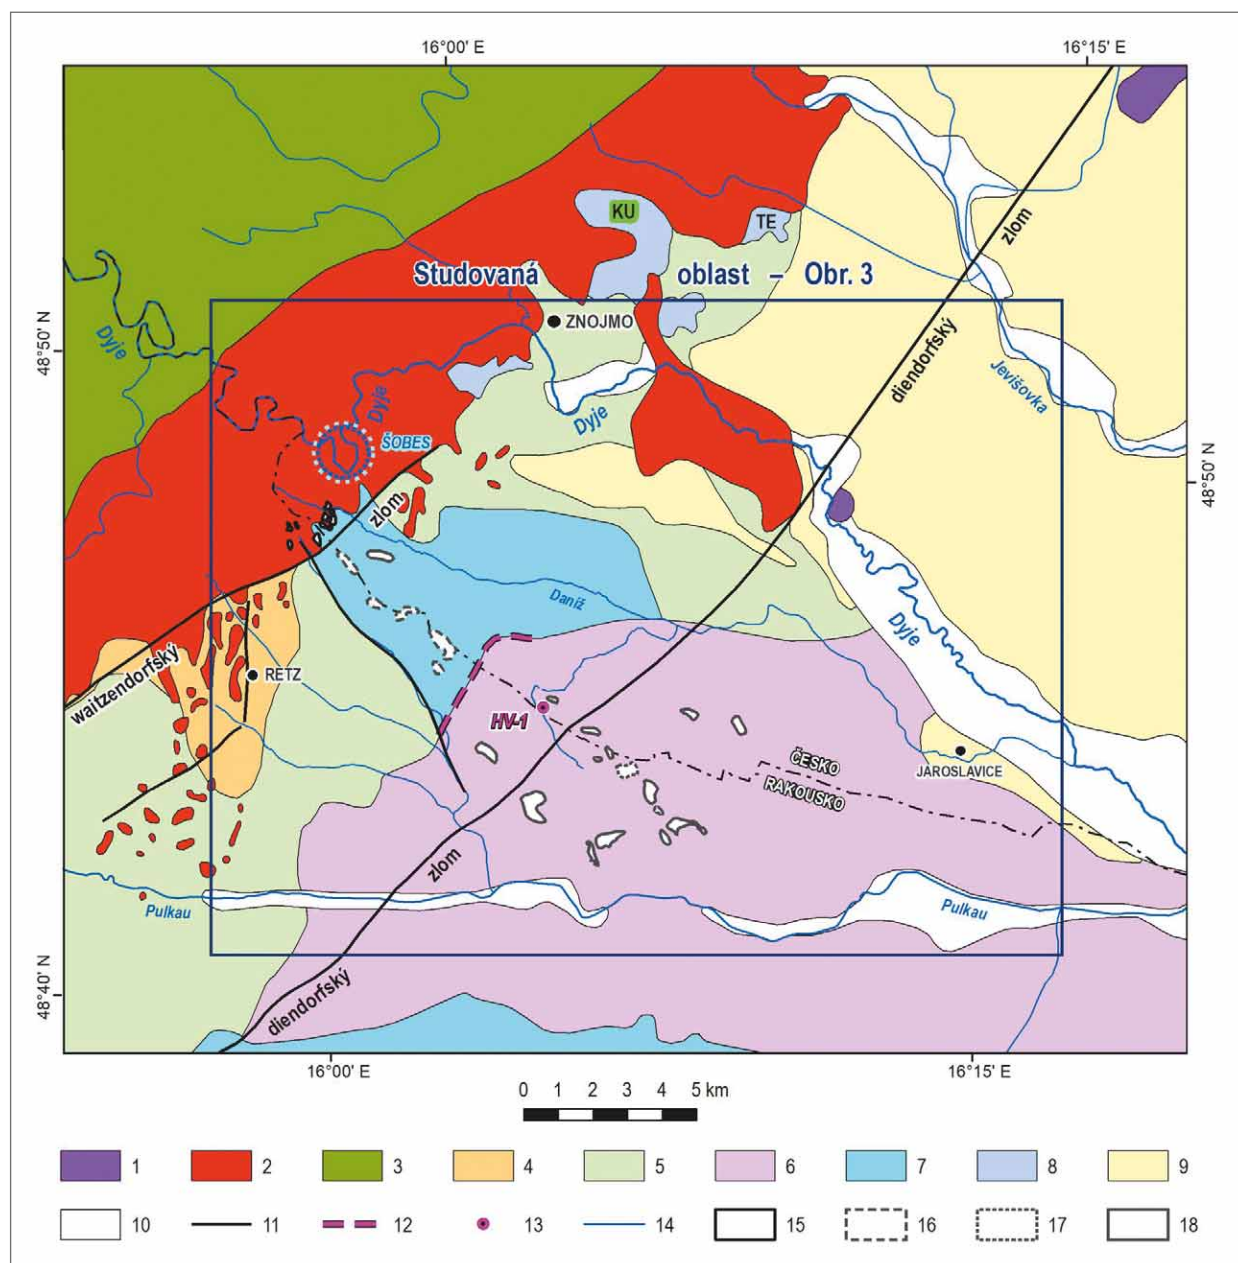 16°00' E
16°15' E
KU
TE
zlom
Studovaná oblast – Obr. 3
ZNOJMO
48°50' N
Dyje
diendorfský
Jevišovka
Dyje
Dyje
ŠOBES
48°50' N
zlom
Daníž
Dyje
waitzendorfský
RETZ
HV-1
ČESKO
JAROSLAVICE
RAKOUSKO
zlom
Pulkau
Pulkau
48°40' N
diendorfský
16°00' E
16°15' E
0 1 2 3 4 5 km
1 2 3 4 5 6 7 8 9
10 11 12 13 14 15 16 17 18